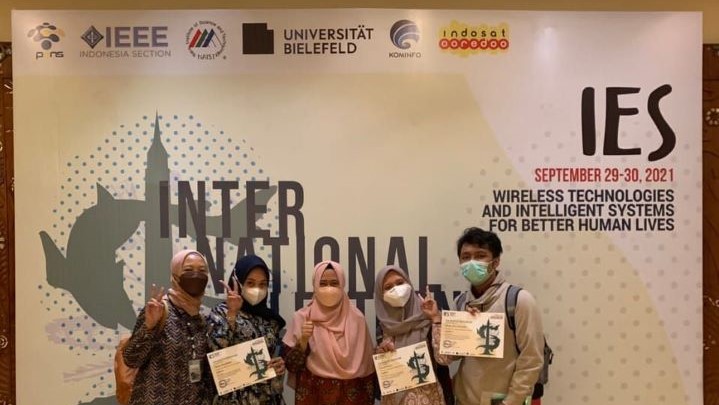 pens
IEEE
INDONESIA SECTION
NAIST
UNIVERSITÄT
BIELEFELD
KOMINFO
indosat
ooredoo
IES
SEPTEMBER 29-30, 2021
WIRELESS TECHNOLOGIES
AND INTELLIGENT SYSTEMS
FOR BETTER HUMAN LIVES
INTER
NATIONAL